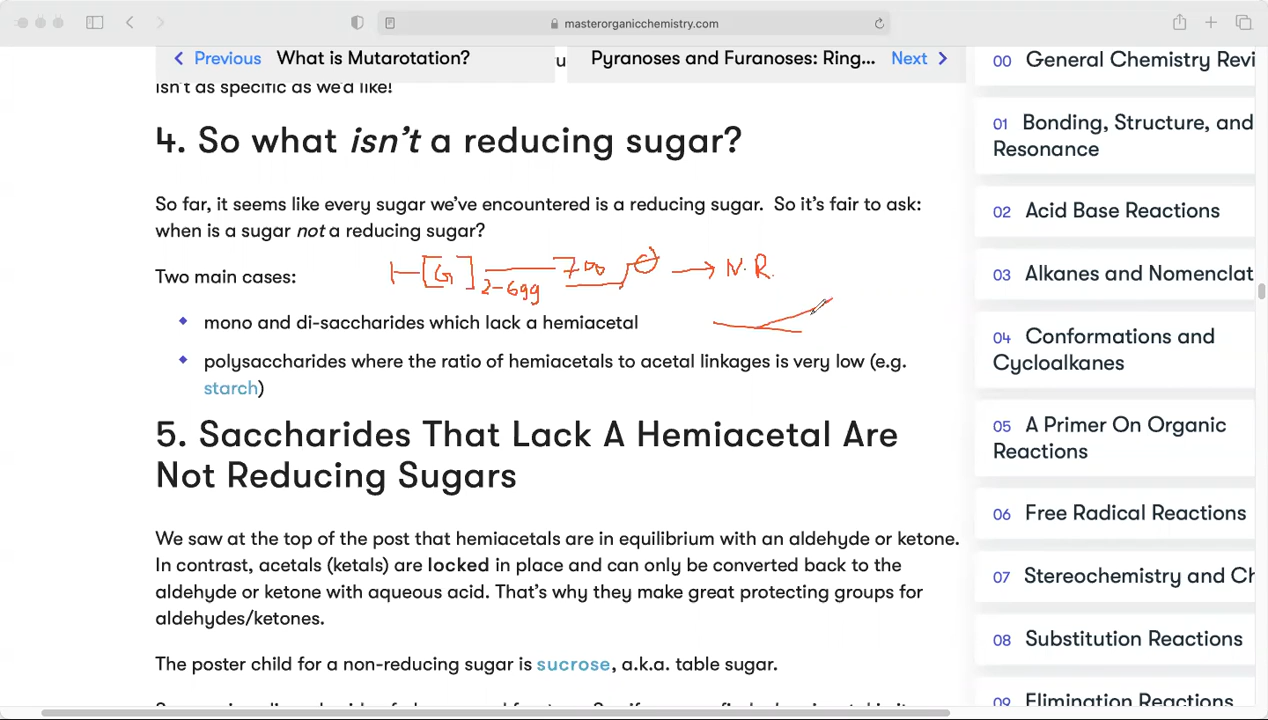 masterorganicchemistry.com
Previous What is Mutarotation?
Pyranoses and Furanoses: Ring... Next
isn't as specific as we'd like!
4. So what isn't a reducing sugar?
So far, it seems like every sugar we've encountered is a reducing sugar. So it's fair to ask:
when is a sugar not a reducing sugar?
[G] 2-699 700 → N.R.
Two main cases:
mono and di-saccharides which lack a hemiacetal
polysaccharides where the ratio of hemiacetals to acetal linkages is very low (e.g.
starch)
5. Saccharides That Lack A Hemiacetal Are
Not Reducing Sugars
We saw at the top of the post that hemiacetals are in equilibrium with an aldehyde or ketone.
In contrast, acetals (ketals) are locked in place and can only be converted back to the
aldehyde or ketone with aqueous acid. That's why they make great protecting groups for
aldehydes/ketones.
The poster child for a non-reducing sugar is sucrose, a.k.a. table sugar.
00 General Chemistry Revi
01 Bonding, Structure, and
Resonance
02 Acid Base Reactions
03 Alkanes and Nomenclat
04 Conformations and
Cycloalkanes
05 A Primer On Organic
Reactions
06 Free Radical Reactions
07 Stereochemistry and Ch
08 Substitution Reactions
09 Elimination Reactions